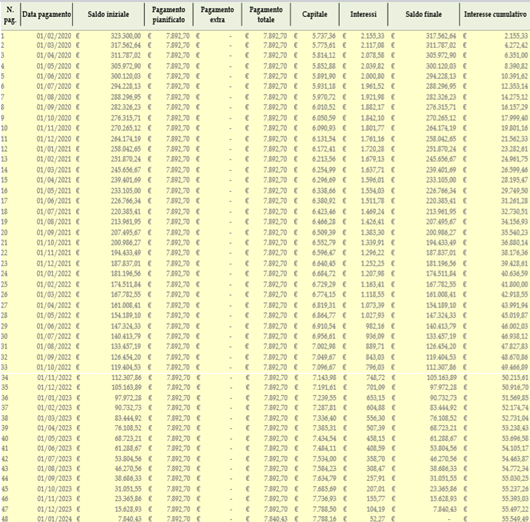 N. pag. Data pagamento Saldo iniziale Pagamento pianificato Pagamento extra Pagamento totale Capitale Interessi Saldo finale Interesse cumulativo
1 01/02/2020 € 323.300,00 € 7.892,70 € - € 7.892,70 € 5.737,36 € 2.155,33 € 317.562,64 € 2.155,33
2 01/03/2020 € 317.562,64 € 7.892,70 € - € 7.892,70 € 5.775,61 € 2.117,08 € 311.787,02 € 4.272,42
3 01/04/2020 € 311.787,02 € 7.892,70 € - € 7.892,70 € 5.814,12 € 2.078,58 € 305.972,90 € 6.351,00
4 01/05/2020 € 305.972,90 € 7.892,70 € - € 7.892,70 € 5.852,88 € 2.039,82 € 300.120,03 € 8.390,82
5 01/06/2020 € 300.120,03 € 7.892,70 € - € 7.892,70 € 5.891,90 € 2.000,80 € 294.228,13 € 10.391,62
6 01/07/2020 € 294.228,13 € 7.892,70 € - € 7.892,70 € 5.931,18 € 1.961,52 € 288.296,95 € 12.353,14
7 01/08/2020 € 288.296,95 € 7.892,70 € - € 7.892,70 € 5.970,72 € 1.921,98 € 282.326,23 € 14.275,12
8 01/09/2020 € 282.326,23 € 7.892,70 € - € 7.892,70 € 6.010,52 € 1.882,17 € 276.315,71 € 16.157,29
9 01/10/2020 € 276.315,71 € 7.892,70 € - € 7.892,70 € 6.050,59 € 1.842,10 € 270.265,12 € 17.999,40
10 01/11/2020 € 270.265,12 € 7.892,70 € - € 7.892,70 € 6.090,93 € 1.801,77 € 264.174,19 € 19.801,16
11 01/12/2020 € 264.174,19 € 7.892,70 € - € 7.892,70 € 6.131,54 € 1.761,16 € 258.042,65 € 21.562,33
12 01/01/2021 € 258.042,65 € 7.892,70 € - € 7.892,70 € 6.172,41 € 1.720,28 € 251.870,24 € 23.282,61
13 01/02/2021 € 251.870,24 € 7.892,70 € - € 7.892,70 € 6.213,56 € 1.679,13 € 245.656,67 € 24.961,75
14 01/03/2021 € 245.656,67 € 7.892,70 € - € 7.892,70 € 6.254,99 € 1.637,71 € 239.401,69 € 26.599,46
15 01/04/2021 € 239.401,69 € 7.892,70 € - € 7.892,70 € 6.296,69 € 1.596,01 € 233.105,00 € 28.195,47
16 01/05/2021 € 233.105,00 € 7.892,70 € - € 7.892,70 € 6.338,66 € 1.554,03 € 226.766,34 € 29.749,50
17 01/06/2021 € 226.766,34 € 7.892,70 € - € 7.892,70 € 6.380,92 € 1.511,78 € 220.385,41 € 31.261,28
18 01/07/2021 € 220.385,41 € 7.892,70 € - € 7.892,70 € 6.423,46 € 1.469,24 € 213.961,95 € 32.730,51
19 01/08/2021 € 213.961,95 € 7.892,70 € - € 7.892,70 € 6.466,28 € 1.426,41 € 207.495,67 € 34.156,93
20 01/09/2021 € 207.495,67 € 7.892,70 € - € 7.892,70 € 6.509,39 € 1.383,30 € 200.986,27 € 35.540,23
21 01/10/2021 € 200.986,27 € 7.892,70 € - € 7.892,70 € 6.552,79 € 1.339,91 € 194.433,49 € 36.880,14
22 01/11/2021 € 194.433,49 € 7.892,70 € - € 7.892,70 € 6.596,47 € 1.296,22 € 187.837,01 € 38.176,36
23 01/12/2021 € 187.837,01 € 7.892,70 € - € 7.892,70 € 6.640,45 € 1.252,25 € 181.196,56 € 39.428,61
24 01/01/2022 € 181.196,56 € 7.892,70 € - € 7.892,70 € 6.684,72 € 1.207,98 € 174.511,84 € 40.636,59
25 01/02/2022 € 174.511,84 € 7.892,70 € - € 7.892,70 € 6.729,29 € 1.163,41 € 167.782,55 € 41.800,00
26 01/03/2022 € 167.782,55 € 7.892,70 € - € 7.892,70 € 6.774,15 € 1.118,55 € 161.008,41 € 42.918,55
27 01/04/2022 € 161.008,41 € 7.892,70 € - € 7.892,70 € 6.819,31 € 1.073,39 € 154.189,10 € 43.991,94
28 01/05/2022 € 154.189,10 € 7.892,70 € - € 7.892,70 € 6.864,77 € 1.027,93 € 147.324,33 € 45.019,87
29 01/06/2022 € 147.324,33 € 7.892,70 € - € 7.892,70 € 6.910,54 € 982,16 € 140.413,79 € 46.002,03
30 01/07/2022 € 140.413,79 € 7.892,70 € - € 7.892,70 € 6.956,61 € 936,09 € 133.457,19 € 46.938,12
31 01/08/2022 € 133.457,19 € 7.892,70 € - € 7.892,70 € 7.002,98 € 889,71 € 126.454,20 € 47.827,83
32 01/09/2022 € 126.454,20 € 7.892,70 € - € 7.892,70 € 7.049,67 € 843,03 € 119.404,53 € 48.670,86
33 01/10/2022 € 119.404,53 € 7.892,70 € - € 7.892,70 € 7.096,67 € 796,03 € 112.307,86 € 49.466,89
34 01/11/2022 € 112.307,86 € 7.892,70 € - € 7.892,70 € 7.143,98 € 748,72 € 105.163,89 € 50.215,61
35 01/12/2022 € 105.163,89 € 7.892,70 € - € 7.892,70 € 7.191,61 € 701,09 € 97.972,28 € 50.916,70
36 01/01/2023 € 97.972,28 € 7.892,70 € - € 7.892,70 € 7.239,55 € 653,15 € 90.732,73 € 51.569,85
37 01/02/2023 € 90.732,73 € 7.892,70 € - € 7.892,70 € 7.287,81 € 604,88 € 83.444,92 € 52.174,74
38 01/03/2023 € 83.444,92 € 7.892,70 € - € 7.892,70 € 7.336,40 € 556,30 € 76.108,52 € 52.731,04
39 01/04/2023 € 76.108,52 € 7.892,70 € - € 7.892,70 € 7.385,31 € 507,39 € 68.723,21 € 53.238,43
40 01/05/2023 € 68.723,21 € 7.892,70 € - € 7.892,70 € 7.434,54 € 458,15 € 61.288,67 € 53.696,58
41 01/06/2023 € 61.288,67 € 7.892,70 € - € 7.892,70 € 7.484,11 € 408,59 € 53.804,56 € 54.105,17
42 01/07/2023 € 53.804,56 € 7.892,70 € - € 7.892,70 € 7.534,00 € 358,70 € 46.270,56 € 54.463,87
43 01/08/2023 € 46.270,56 € 7.892,70 € - € 7.892,70 € 7.584,23 € 308,47 € 38.686,33 € 54.772,34
44 01/09/2023 € 38.686,33 € 7.892,70 € - € 7.892,70 € 7.634,79 € 257,91 € 31.051,55 € 55.030,25
45 01/10/2023 € 31.051,55 € 7.892,70 € - € 7.892,70 € 7.685,69 € 207,01 € 23.365,86 € 55.237,26
46 01/11/2023 € 23.365,86 € 7.892,70 € - € 7.892,70 € 7.736,93 € 155,77 € 15.628,93 € 55.393,03
47 01/12/2023 € 15.628,93 € 7.892,70 € - € 7.892,70 € 7.788,50 € 104,19 € 7.840,43 € 55.497,22
48 01/01/2024 € 7.840,43 € 7.892,70 € - € 7.840,43 € 7.788,16 € 52,27 € - € 55.549,49